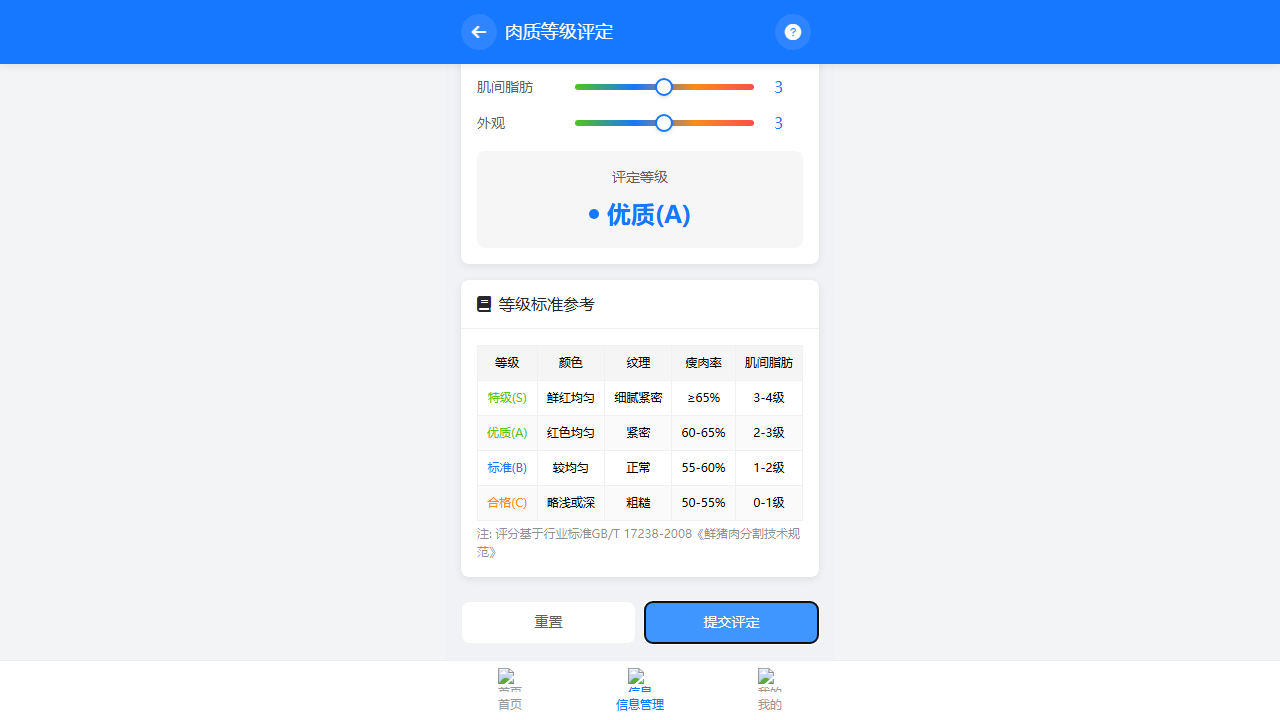 肉质等级评定
肌间脂肪 3
外观 3
评定等级
优质(A)
等级标准参考
等级 颜色 纹理 瘦肉率 肌间脂肪
特级(S) 鲜红均匀 细腻紧密 ≥65% 3-4级
优质(A) 红色均匀 紧密 60-65% 2-3级
标准(B) 较均匀 正常 55-60% 1-2级
合格(C) 略浅或深 粗糙 50-55% 0-1级
注: 评分基于行业标准GB/T 17238-2008《鲜猪肉分割技术规
范》
重置 提交评定
首页 信息 我的
首页 信息管理 我的